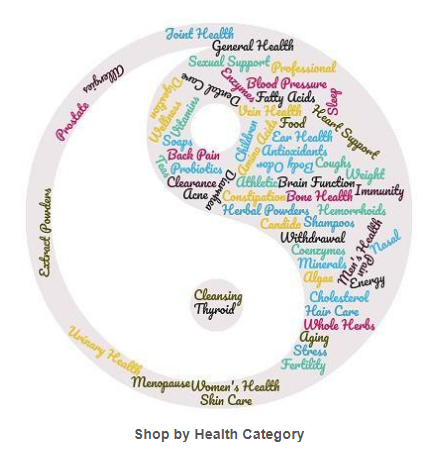 Joint Health
General Health
Sexual Support
Professional
Allergies
Digestion
Dental Care
Enzymes
Blood Pressure
Sleep
Fatty Acids
Prostate
Wellness
Vitamins
Vein Health
Heart Support
Food
Children
Amino Acids
Ear Health
Soaps
Antioxidants
Back Pain
Body Odor
Coughs
Teas
Probiotics
Weight
Clearance
Diarrhea
Athletic
Brain Function
Immunity
Acne
Constipation
Bone Health
Extract Powders
Herbal Powders
Hemorrhoids
Candida
Shampoos
Withdrawal
Men's Health
Nasal
Coenzymes
Pain
Minerals
Algae
Energy
Cleansing
Cholesterol
Thyroid
Hair Care
Whole Herbs
Aging
Urinary Health
Stress
Fertility
Menopause
Women's Health
Skin Care
Shop by Health Category